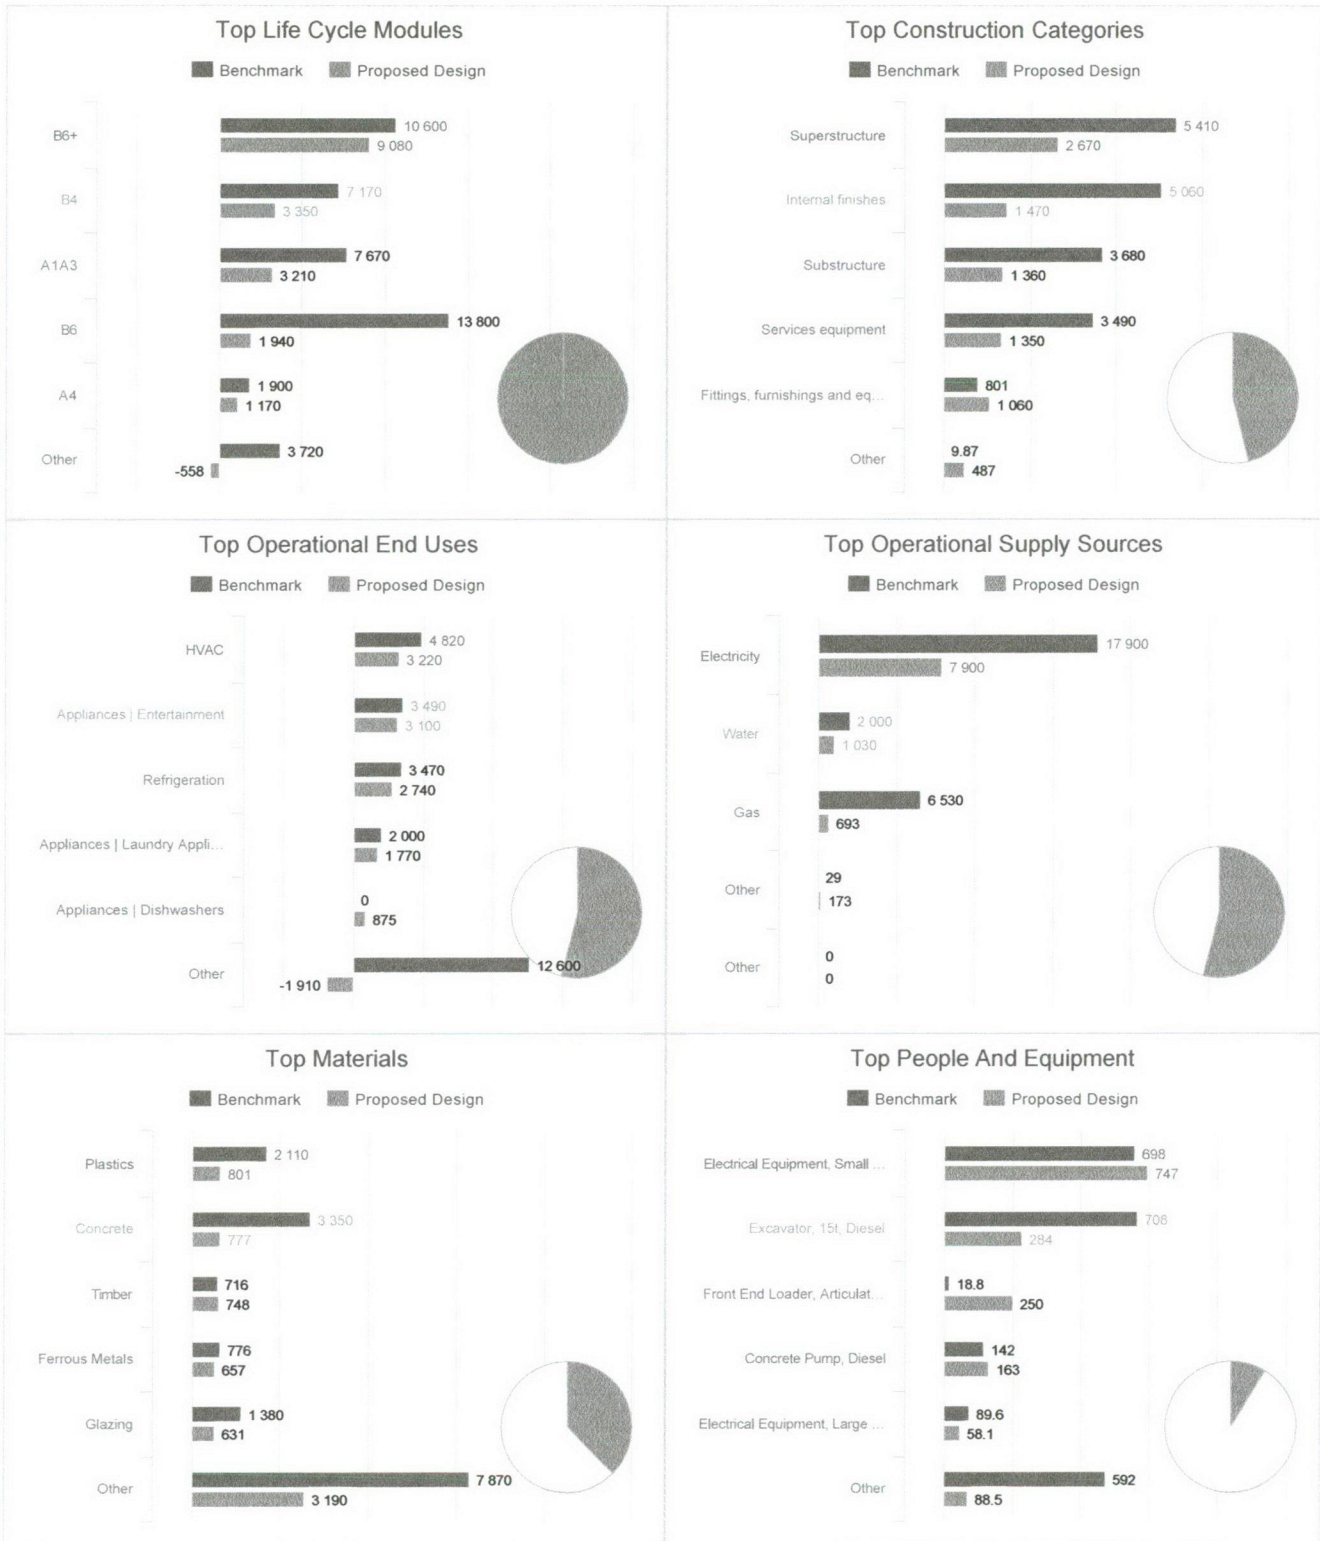 Top Life Cycle Modules
Benchmark Proposed Design
B6+
10 600
9 080
B4
7 170
3 350
A1A3
7 670
3 210
B6
13 800
1 940
A4
1 900
1 170
Other
3 720
-558
Top Construction Categories
Benchmark Proposed Design
Superstructure
5 410
2 670
Internal finishes
5 060
1 470
Substructure
3 680
1 360
Services equipment
3 490
1 350
Fittings, furnishings and eq...
801
1 060
Other
9.87
487
Top Operational End Uses
Benchmark Proposed Design
HVAC
4 820
3 220
Appliances | Entertainment
3 490
3 100
Refrigeration
3 470
2 740
Appliances | Laundry Appli...
2 000
1 770
Appliances | Dishwashers
0
875
Other
12 600
-1 910
Top Operational Supply Sources
Benchmark Proposed Design
Electricity
17 900
7 900
Water
2 000
1 030
Gas
6 530
693
Other
29
173
Other
0
0
Top Materials
Benchmark Proposed Design
Plastics
2 110
801
Concrete
3 350
777
Timber
716
748
Ferrous Metals
776
657
Glazing
1 380
631
Other
7 870
3 190
Top People And Equipment
Benchmark Proposed Design
Electrical Equipment, Small ...
698
747
Excavator, 15t, Diesel
708
284
Front End Loader, Articulat...
18.8
250
Concrete Pump, Diesel
142
163
Electrical Equipment, Large ...
89.6
58.1
Other
592
88.5